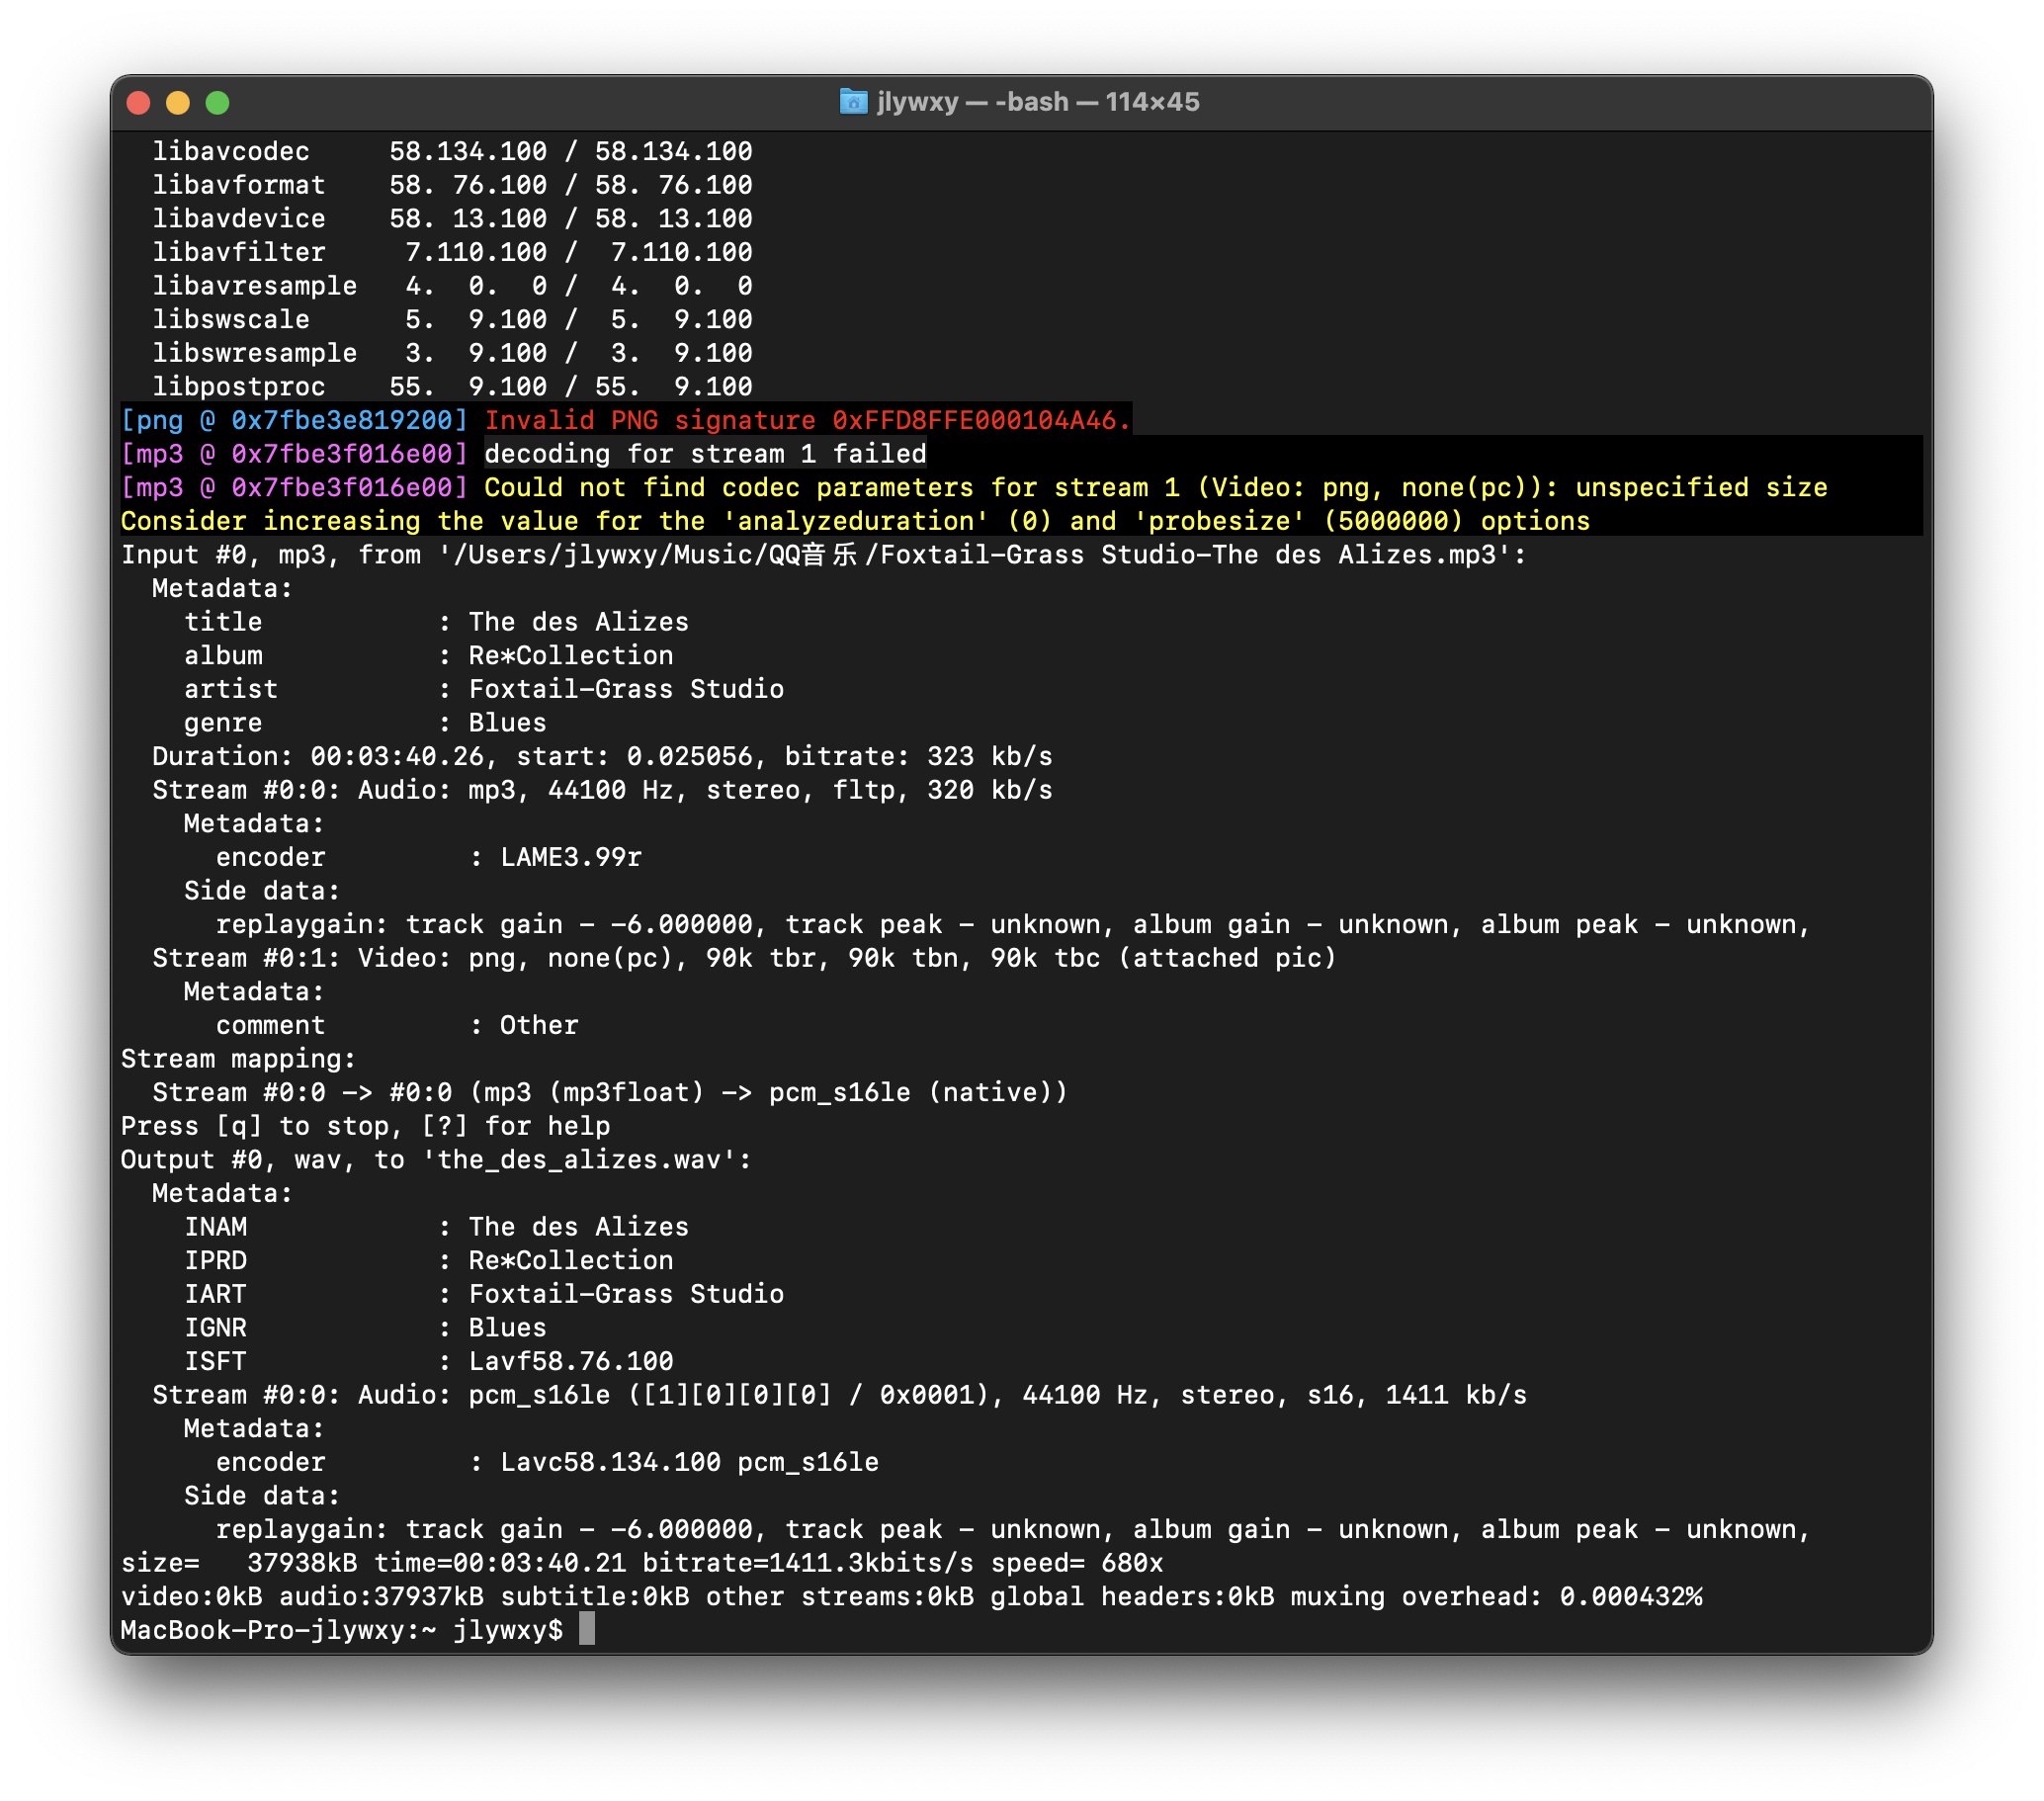 jlywxy — -bash — 114×45
  libavcodec     58.134.100 / 58.134.100
  libavformat    58. 76.100 / 58. 76.100
  libavdevice    58. 13.100 / 58. 13.100
  libavfilter     7.110.100 /  7.110.100
  libavresample   4.  0.  0 /  4.  0.  0
  libswscale      5.  9.100 /  5.  9.100
  libswresample   3.  9.100 /  3.  9.100
  libpostproc    55.  9.100 / 55.  9.100
[png @ 0x7fbe3e819200] Invalid PNG signature 0xFFD8FFE000104A46.
[mp3 @ 0x7fbe3f016e00] decoding for stream 1 failed
[mp3 @ 0x7fbe3f016e00] Could not find codec parameters for stream 1 (Video: png, none(pc)): unspecified size
Consider increasing the value for the 'analyzeduration' (0) and 'probesize' (5000000) options
Input #0, mp3, from '/Users/jlywxy/Music/QQ音乐/Foxtail-Grass Studio-The des Alizes.mp3':
  Metadata:
    title           : The des Alizes
    album           : Re*Collection
    artist          : Foxtail-Grass Studio
    genre           : Blues
  Duration: 00:03:40.26, start: 0.025056, bitrate: 323 kb/s
  Stream #0:0: Audio: mp3, 44100 Hz, stereo, fltp, 320 kb/s
    Metadata:
      encoder         : LAME3.99r
    Side data:
      replaygain: track gain - -6.000000, track peak - unknown, album gain - unknown, album peak - unknown,
  Stream #0:1: Video: png, none(pc), 90k tbr, 90k tbn, 90k tbc (attached pic)
    Metadata:
      comment         : Other
Stream mapping:
  Stream #0:0 -> #0:0 (mp3 (mp3float) -> pcm_s16le (native))
Press [q] to stop, [?] for help
Output #0, wav, to 'the_des_alizes.wav':
  Metadata:
    INAM            : The des Alizes
    IPRD            : Re*Collection
    IART            : Foxtail-Grass Studio
    IGNR            : Blues
    ISFT            : Lavf58.76.100
  Stream #0:0: Audio: pcm_s16le ([1][0][0][0] / 0x0001), 44100 Hz, stereo, s16, 1411 kb/s
    Metadata:
      encoder         : Lavc58.134.100 pcm_s16le
    Side data:
      replaygain: track gain - -6.000000, track peak - unknown, album gain - unknown, album peak - unknown,
size=   37938kB time=00:03:40.21 bitrate=1411.3kbits/s speed= 680x
video:0kB audio:37937kB subtitle:0kB other streams:0kB global headers:0kB muxing overhead: 0.000432%
MacBook-Pro-jlywxy:~ jlywxy$